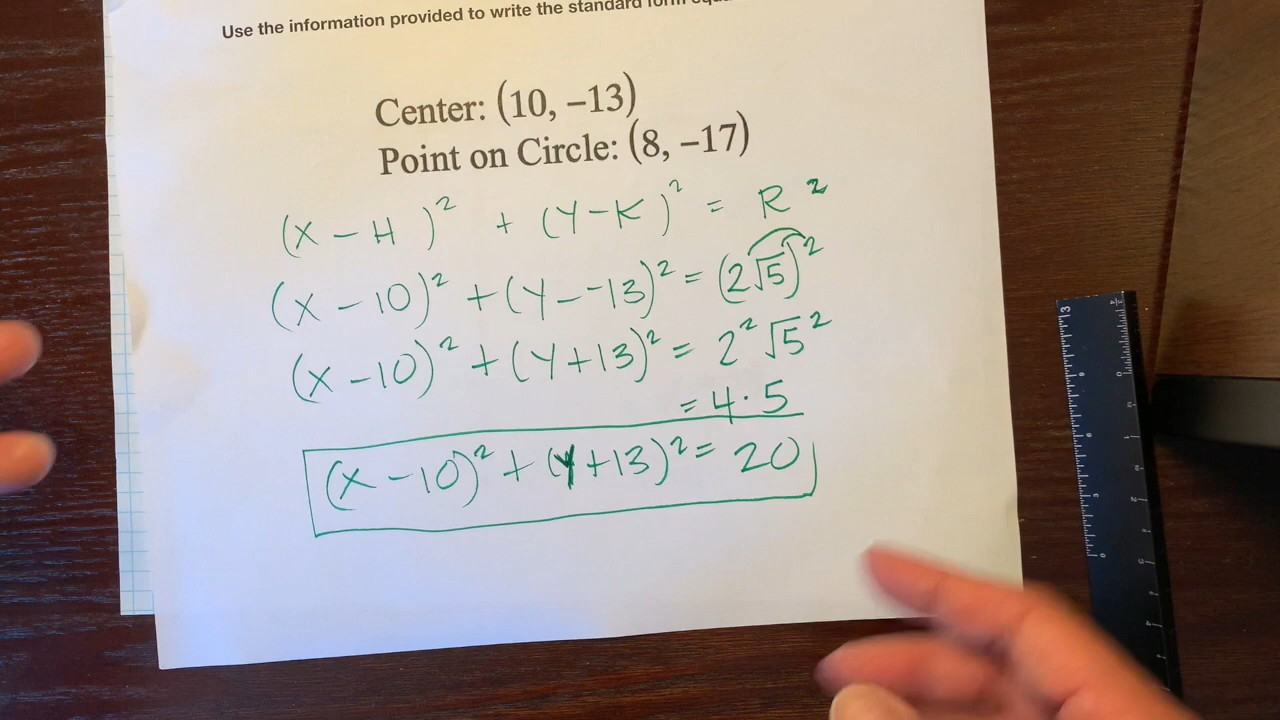 Use the information provided to write the standard form
Center: (10, −13)
Point on Circle: (8, −17)
(X − H)² + (Y − K)² = R²
(X − 10)² + (Y − −13)² = (2√5)²
(X − 10)² + (Y + 13)² = 2² √5²
= 4 · 5
(X − 10)² + (Y + 13)² = 20